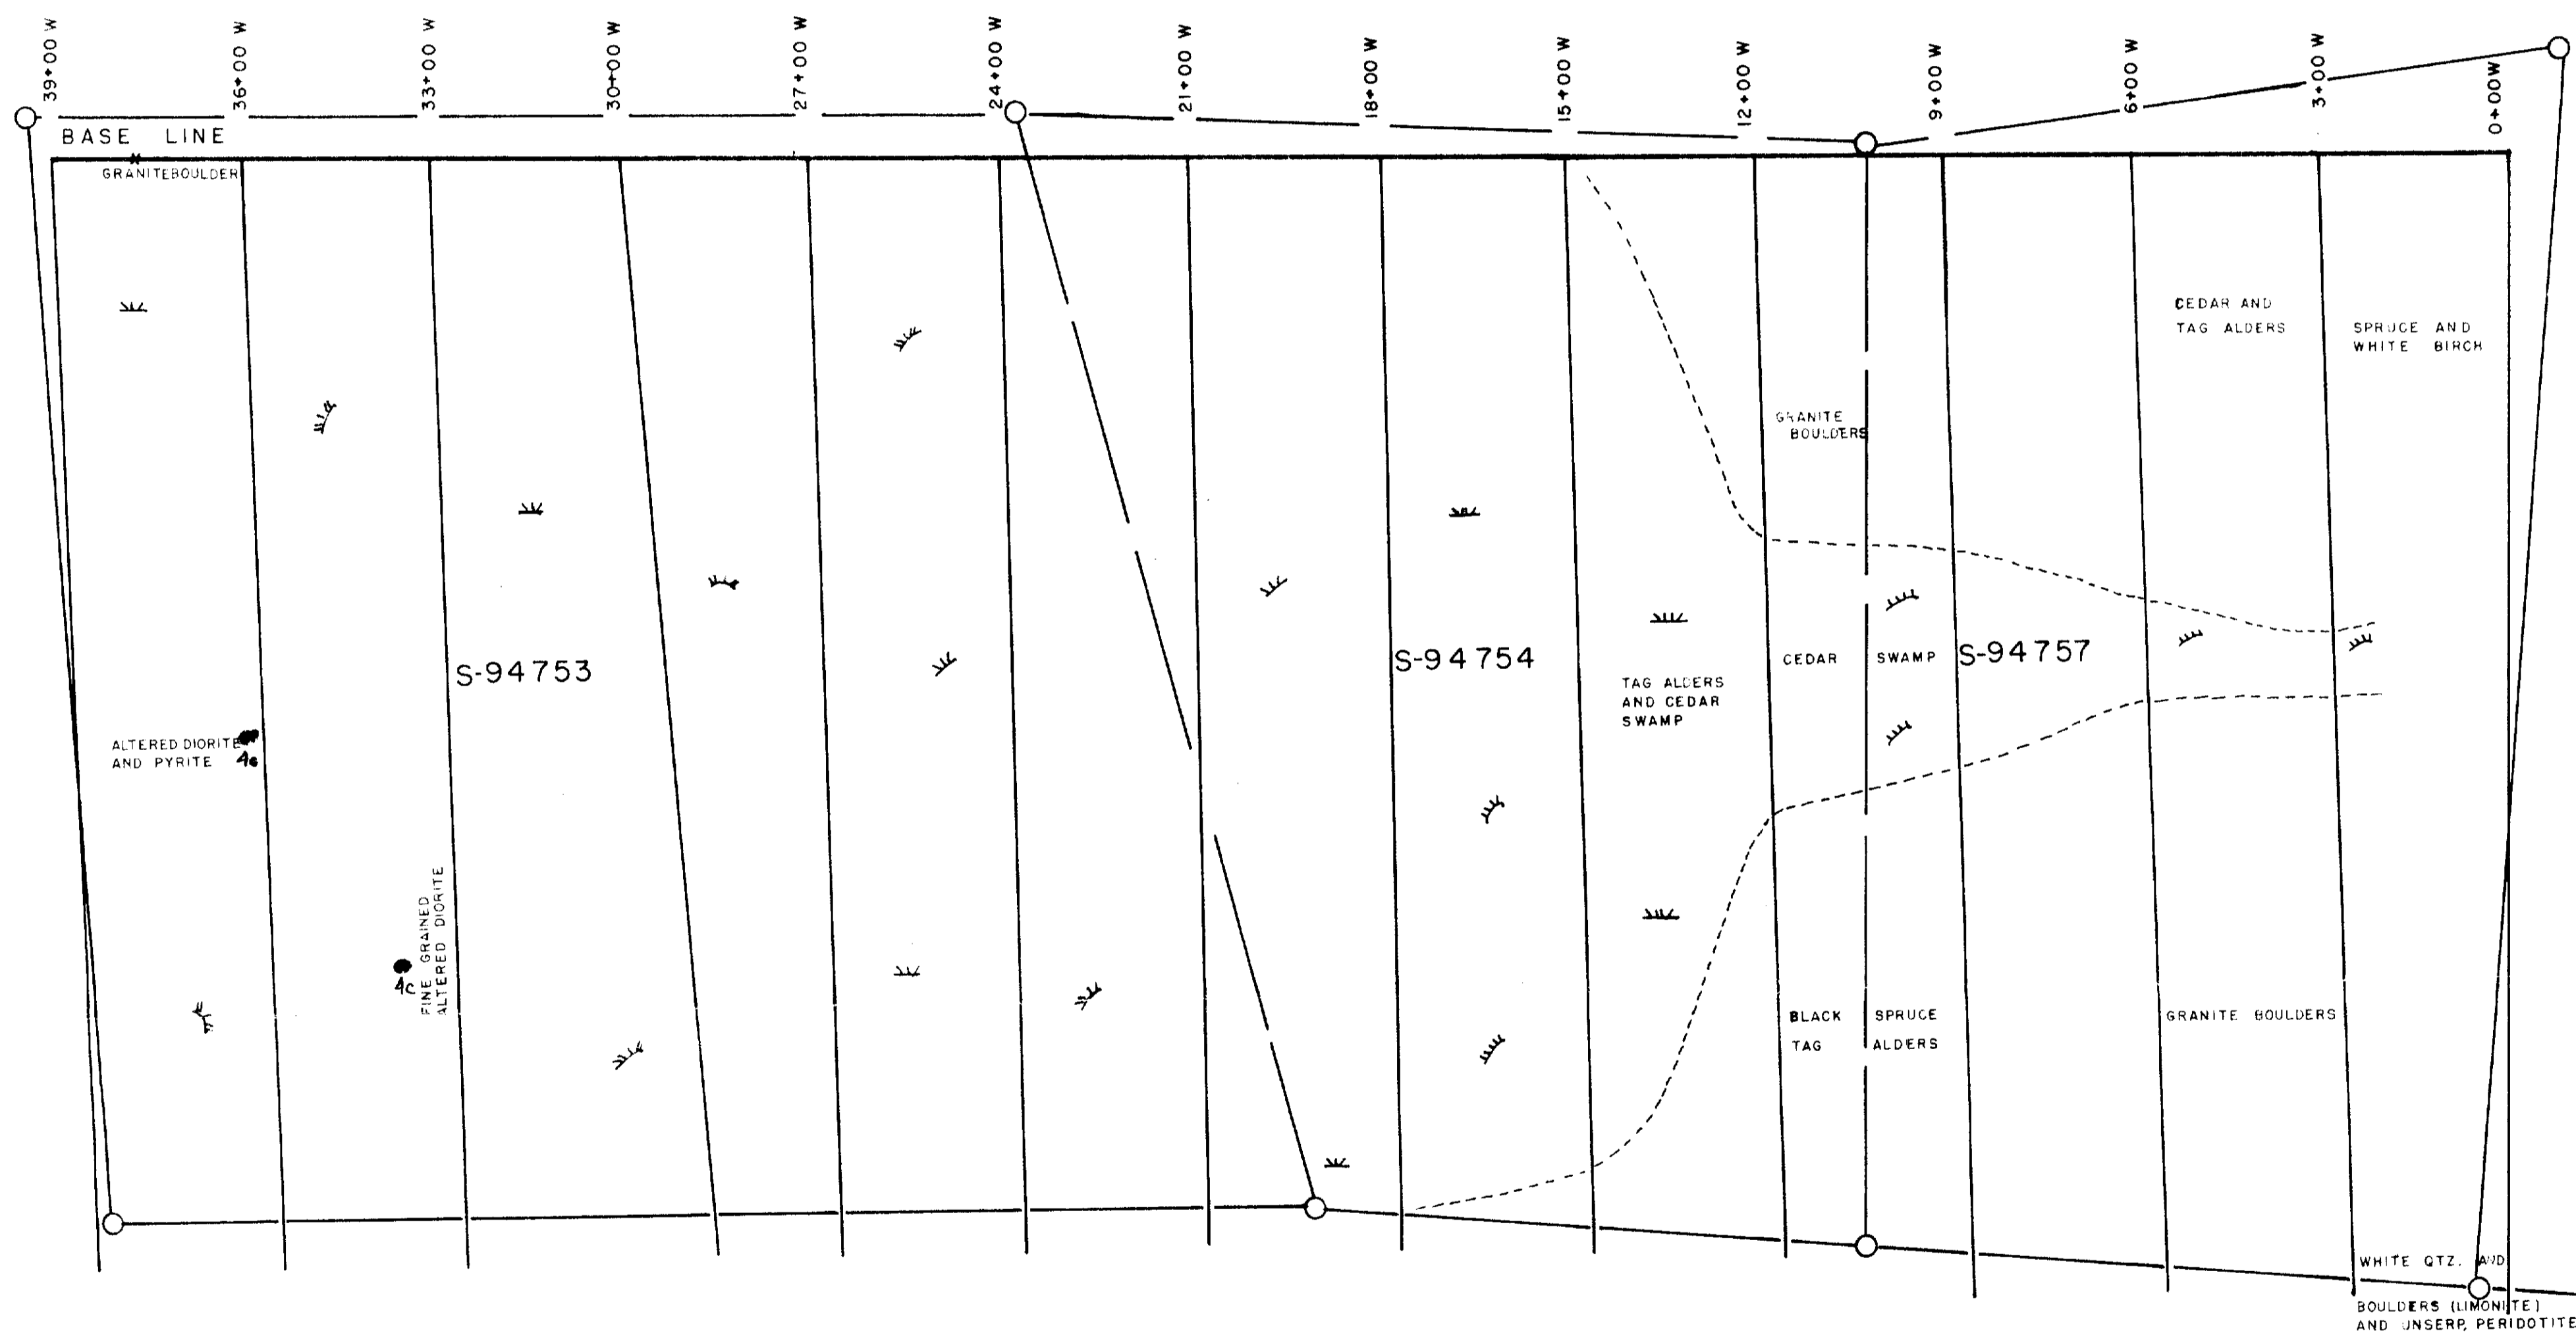 39+00 W
36+00 W
33+00 W
30+00 W
27+00 W
24+00 W
21+00 W
18+00 W
15+00 W
12+00 W
9+00 W
6+00 W
3+00 W
0+00W
BASE LINE
GRANITEBOULDER
CEDAR AND
TAG ALDERS
SPRUCE AND
WHITE BIRCH
GRANITE
BOULDERS
S-94753
S-94754
CEDAR SWAMP
S-94757
TAG ALDERS
AND CEDAR
SWAMP
ALTERED DIORITE
AND PYRITE
FINE GRAINED
ALTERED DIORITE
4c
BLACK SPRUCE
TAG ALDERS
GRANITE BOULDERS
WHITE QTZ. AND
BOULDERS (LIMONITE)
AND UNSERP, PERIDOTITE